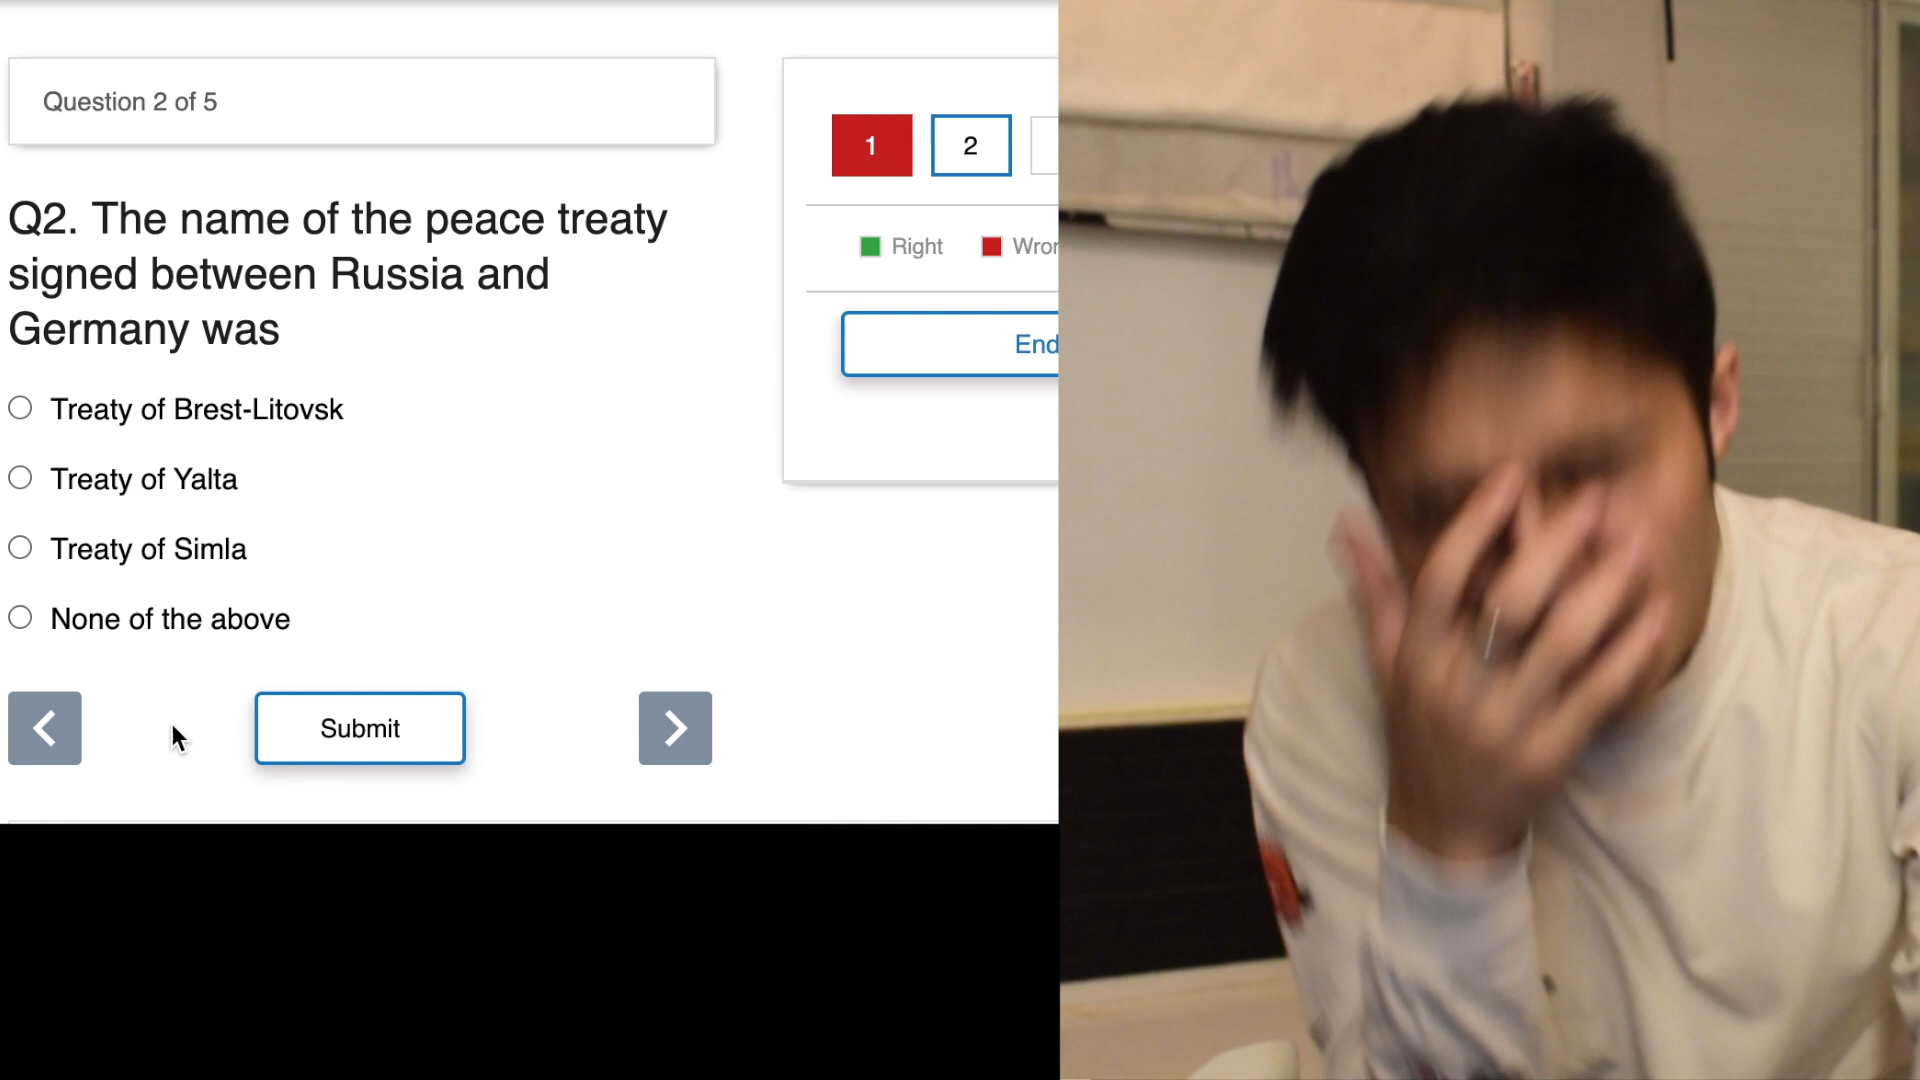 Question 2 of 5
1
2
Q2. The name of the peace treaty
signed between Russia and
Germany was
Right
End
Treaty of Brest-Litovsk
Treaty of Yalta
Treaty of Simla
None of the above
Submit